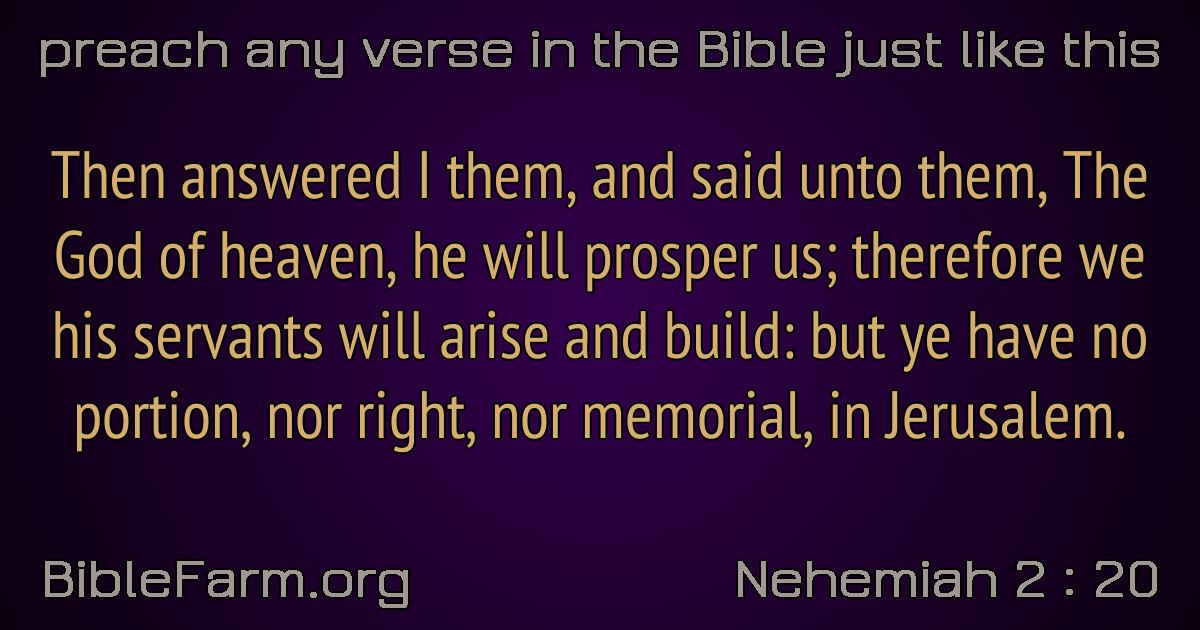 preach any verse in the Bible just like this
Then answered I them, and said unto them, The
God of heaven, he will prosper us; therefore we
his servants will arise and build: but ye have no
portion, nor right, nor memorial, in Jerusalem.
BibleFarm.org
Nehemiah 2 : 20